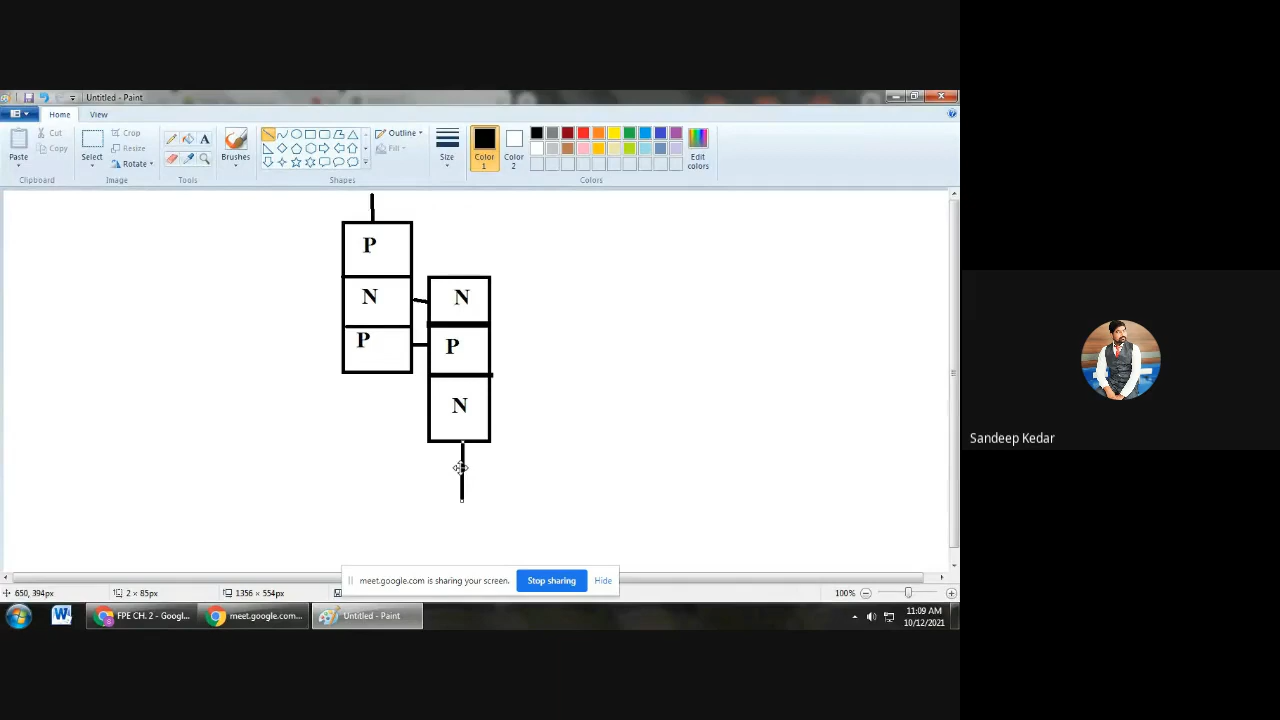 Untitled - Paint
Home View
Paste
Cut
Copy
Clipboard
Select
Crop
Resize
Rotate
Image
A
Tools
Brushes
Outline
Fill
Shapes
Size
Color 1
Color 2
Edit colors
Colors
P
N
P
N
P
N
meet.google.com is sharing your screen. Stop sharing Hide
650, 394px 2 × 85px 1356 × 554px 100%
W FPE CH. 2 - Googl... meet.google.com... Untitled - Paint
11:09 AM
10/12/2021
Sandeep Kedar